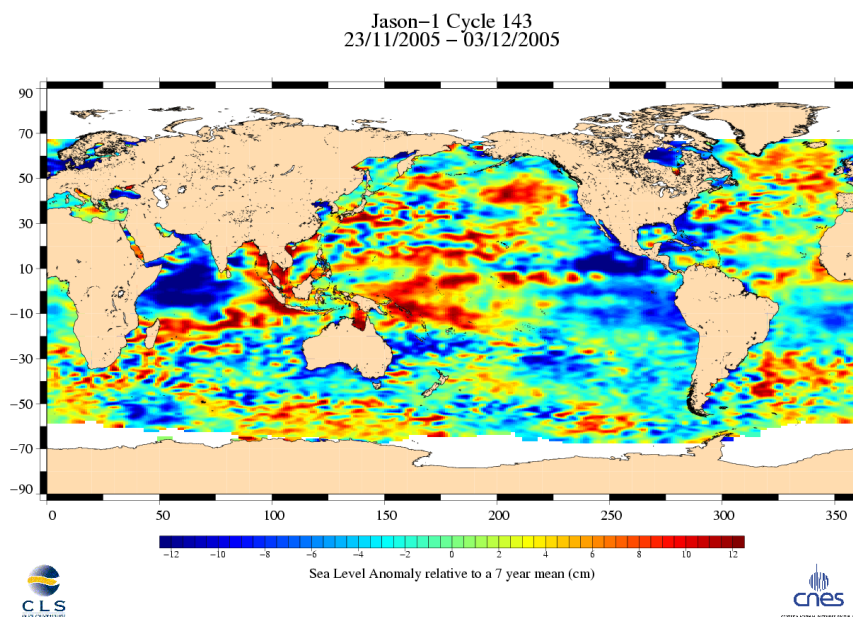 Jason−1 Cycle 143
23/11/2005 − 03/12/2005
90
70
50
30
10
−10
−30
−50
−70
−90
0 50 100 150 200 250 300 350
−12 −10 −8 −6 −4 −2 0 2 4 6 8 10 12
Sea Level Anomaly relative to a 7 year mean (cm)
CLS
cnes